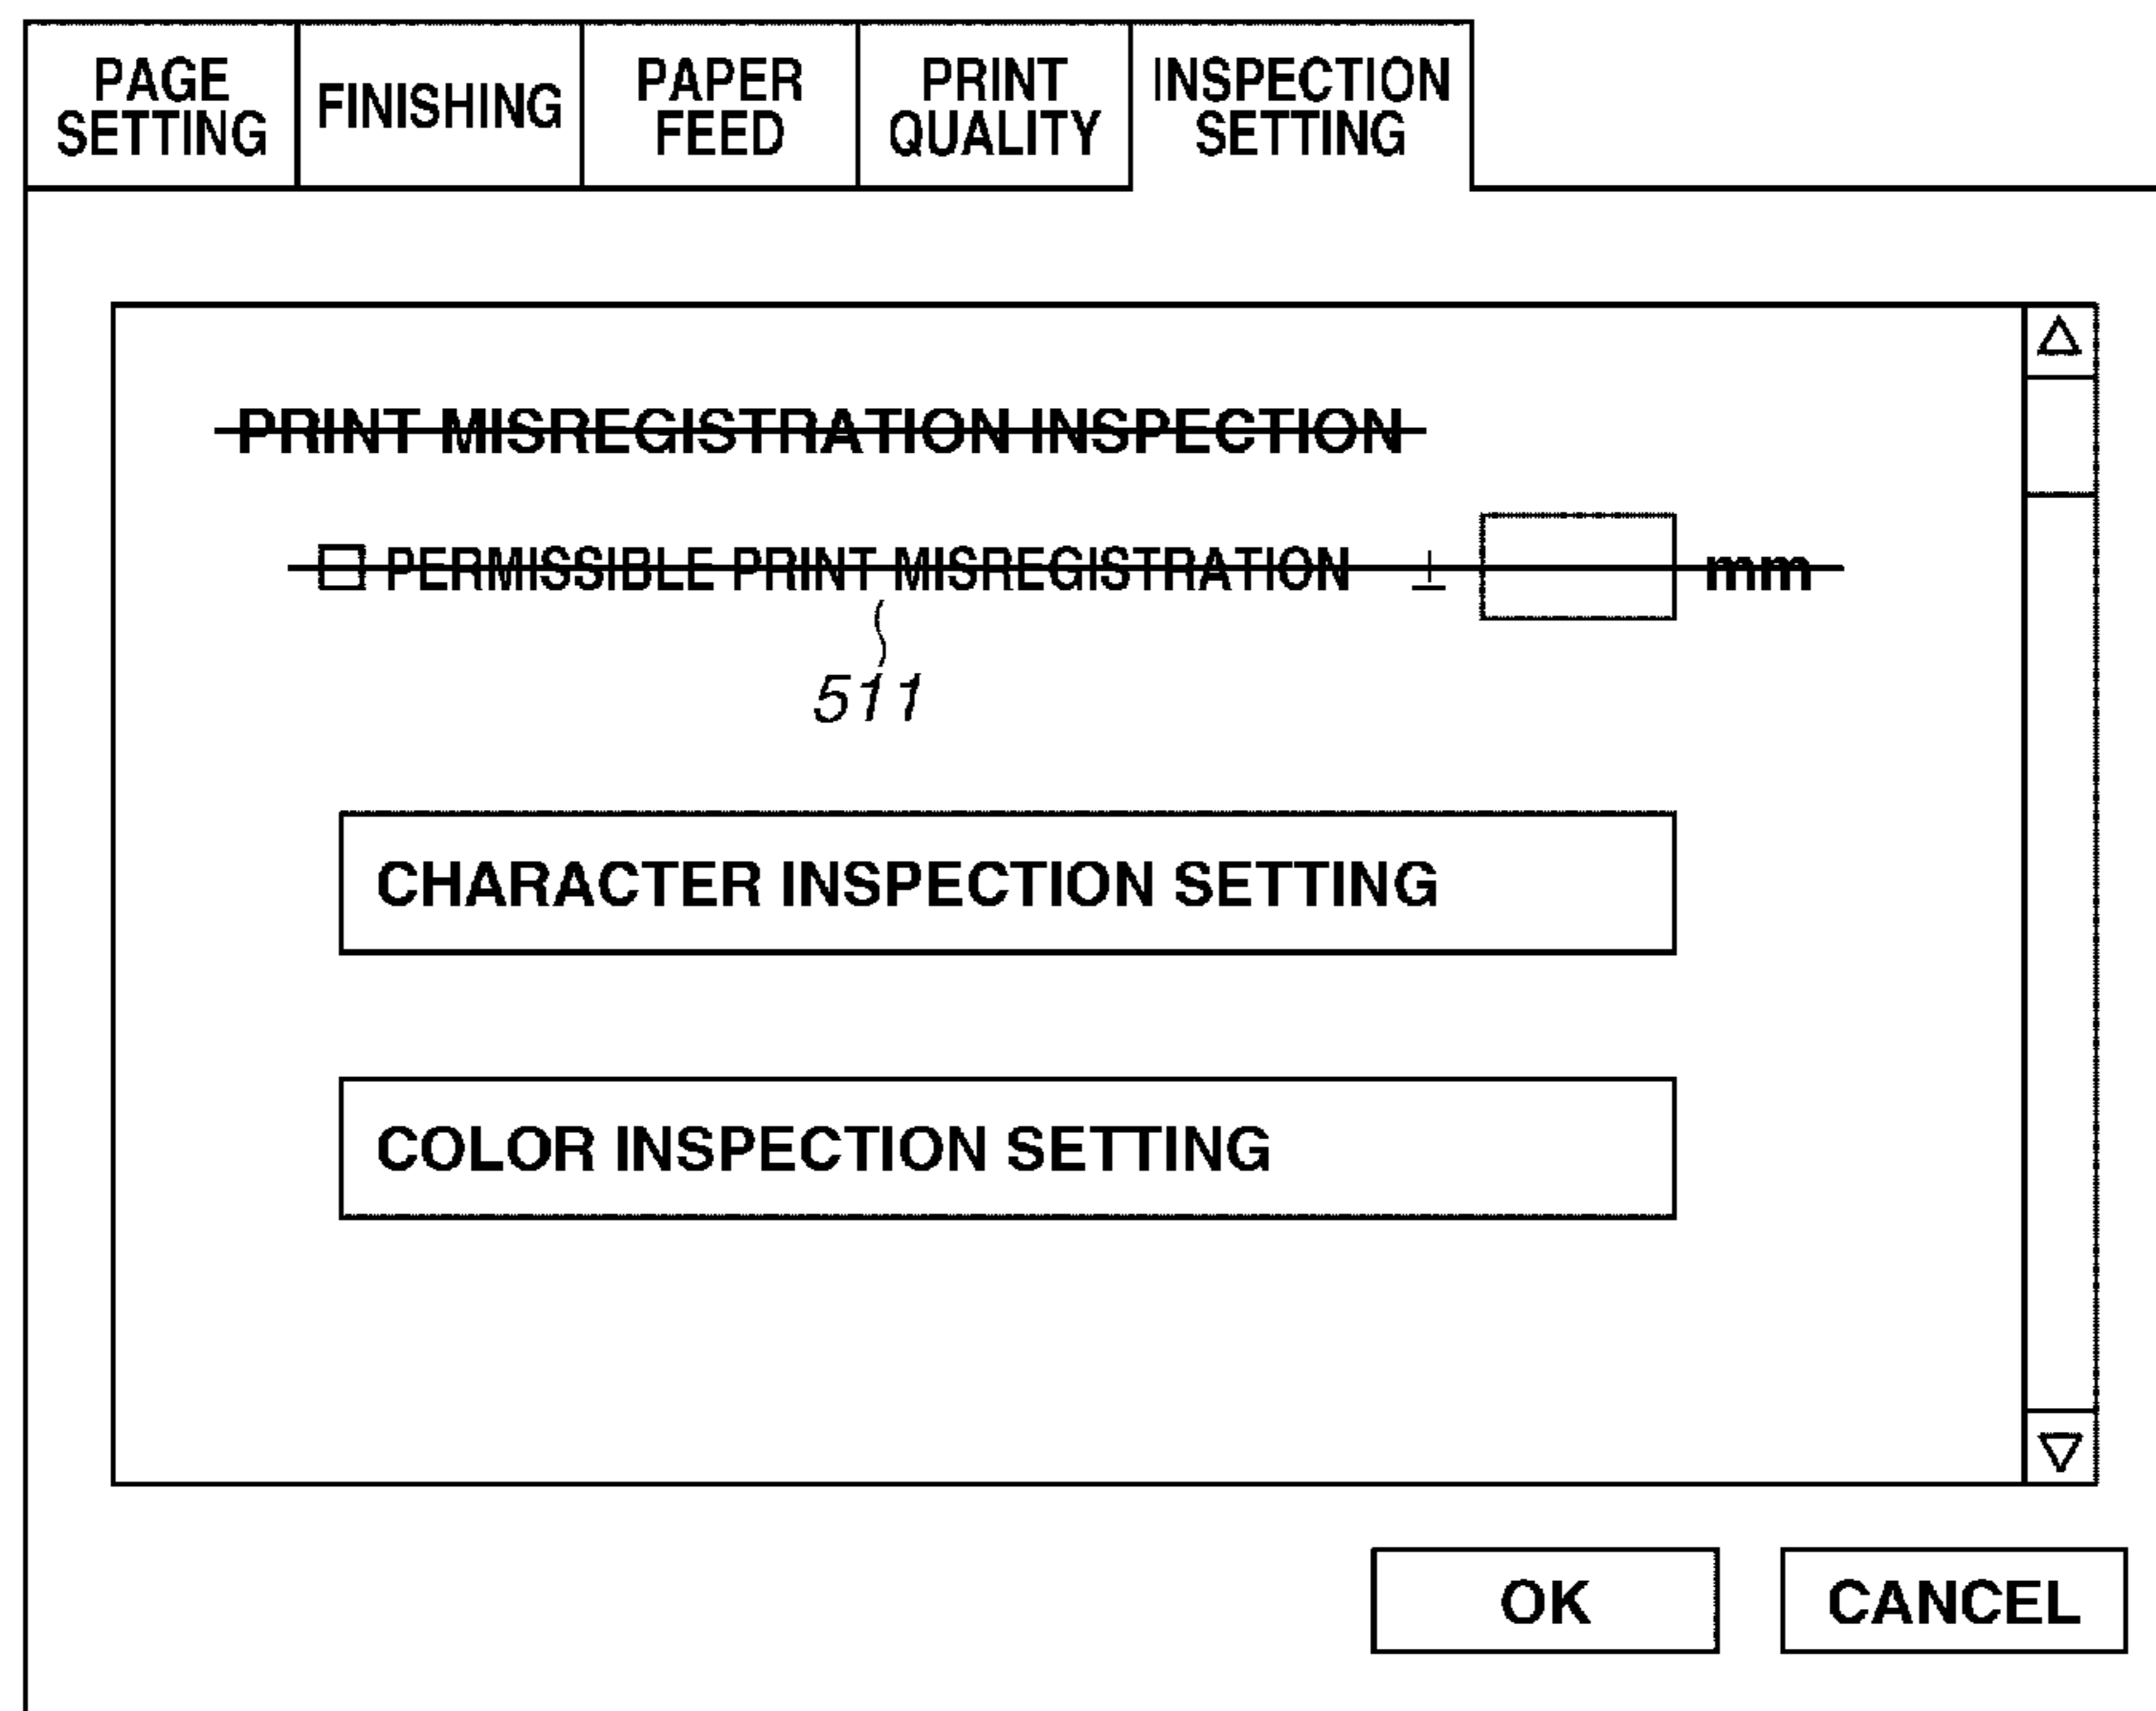 PAGE
SETTING
FINISHING
PAPER
FEED
PRINT
QUALITY
INSPECTION
SETTING
PRINT MISREGISTRATION INSPECTION
PERMISSIBLE PRINT MISREGISTRATION ± mm
511
CHARACTER INSPECTION SETTING
COLOR INSPECTION SETTING
OK
CANCEL